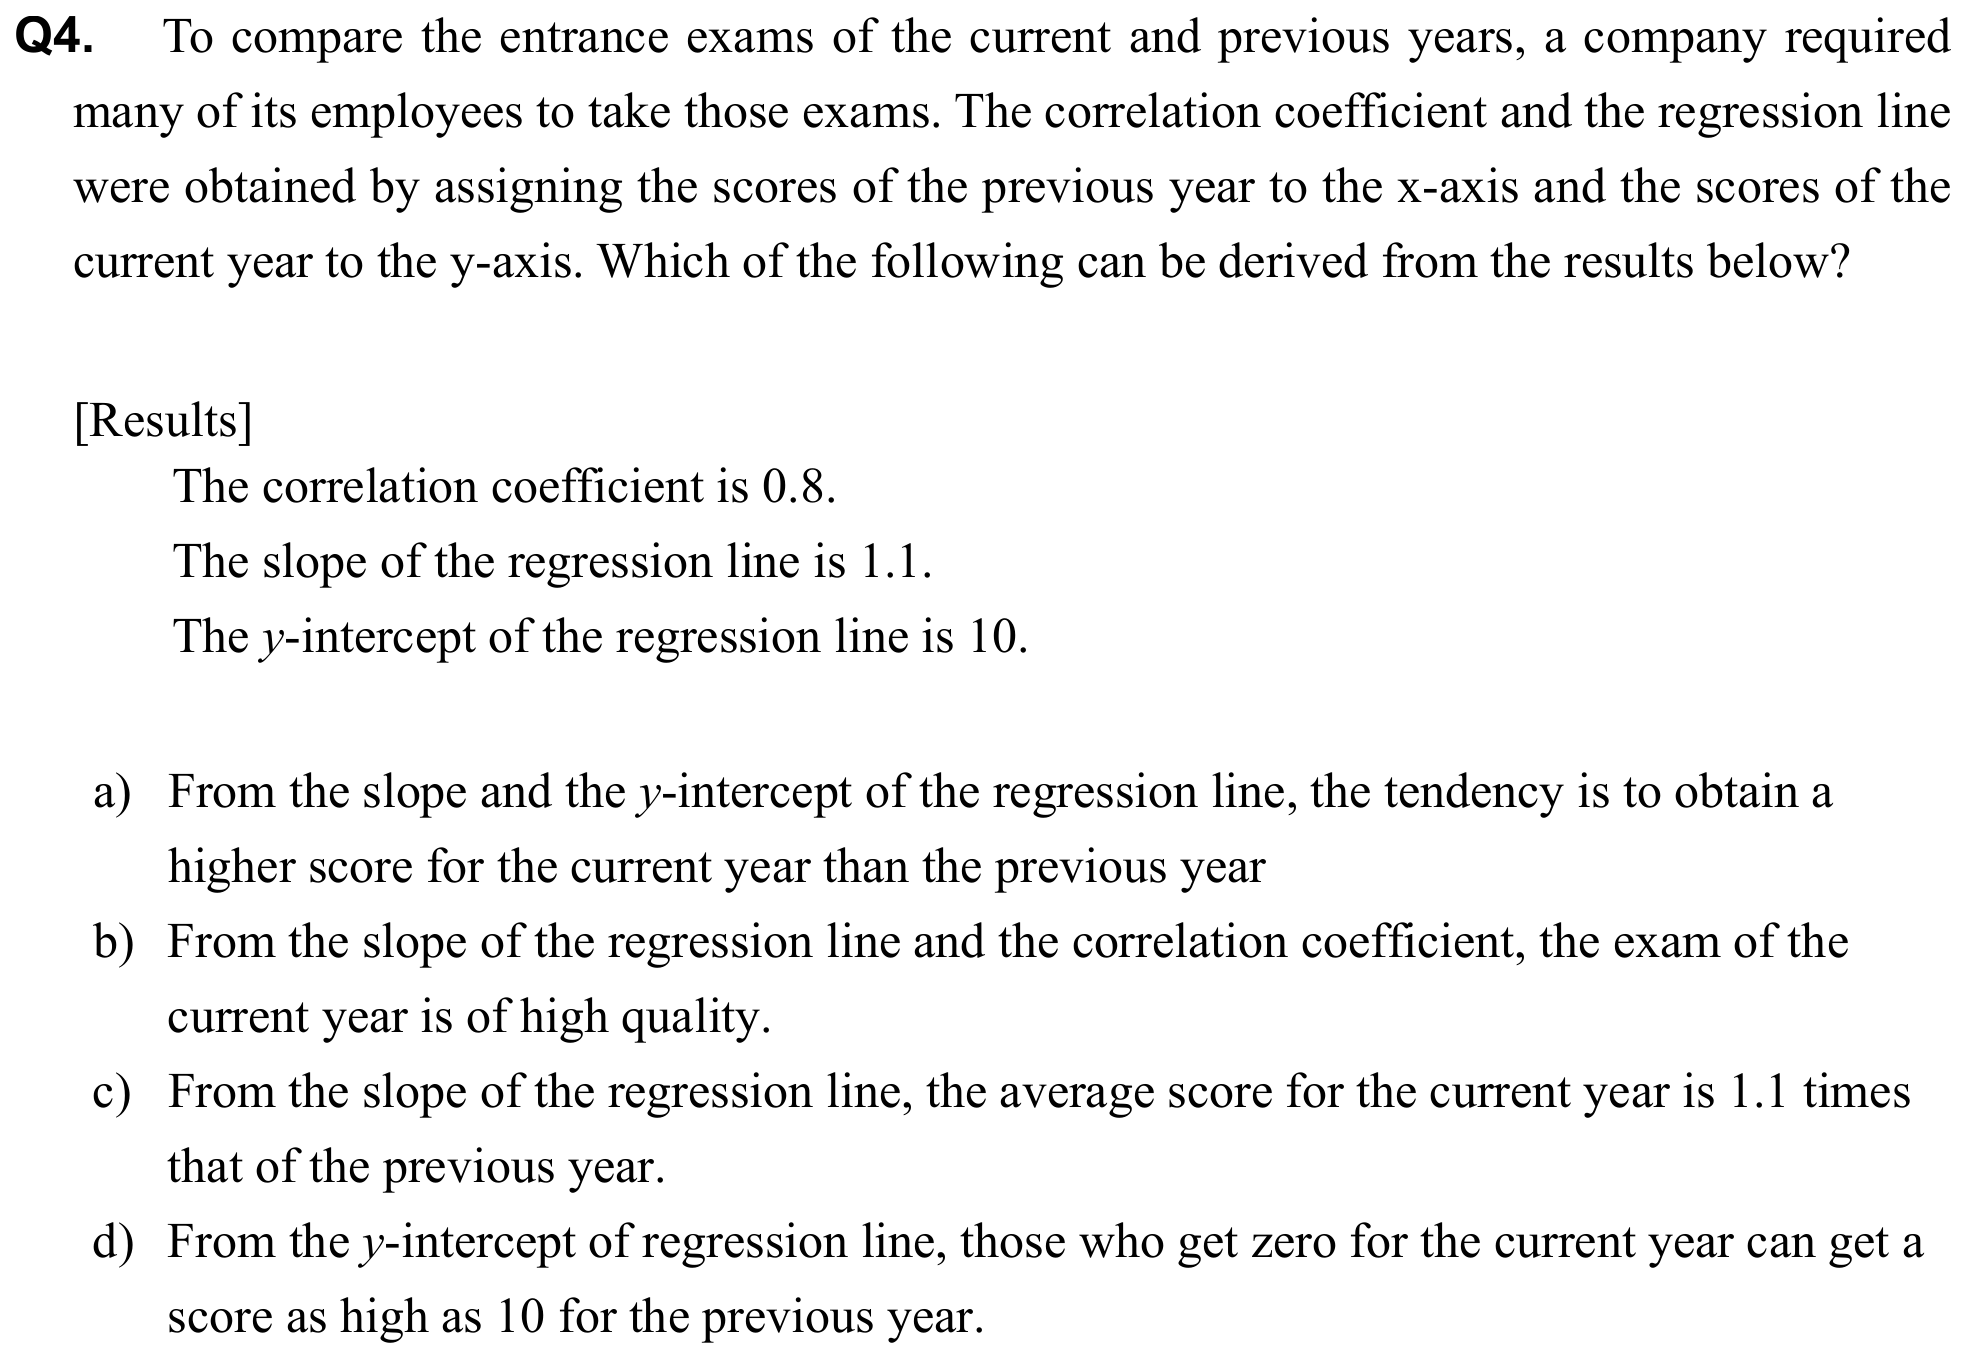 Q4. To compare the entrance exams of the current and previous years, a company required
many of its employees to take those exams. The correlation coefficient and the regression line
were obtained by assigning the scores of the previous year to the x-axis and the scores of the
current year to the y-axis. Which of the following can be derived from the results below?
[Results]
The correlation coefficient is 0.8.
The slope of the regression line is 1.1.
The y-intercept of the regression line is 10.
a) From the slope and the y-intercept of the regression line, the tendency is to obtain a
higher score for the current year than the previous year
b) From the slope of the regression line and the correlation coefficient, the exam of the
current year is of high quality.
c) From the slope of the regression line, the average score for the current year is 1.1 times
that of the previous year.
d) From the y-intercept of regression line, those who get zero for the current year can get a
score as high as 10 for the previous year.